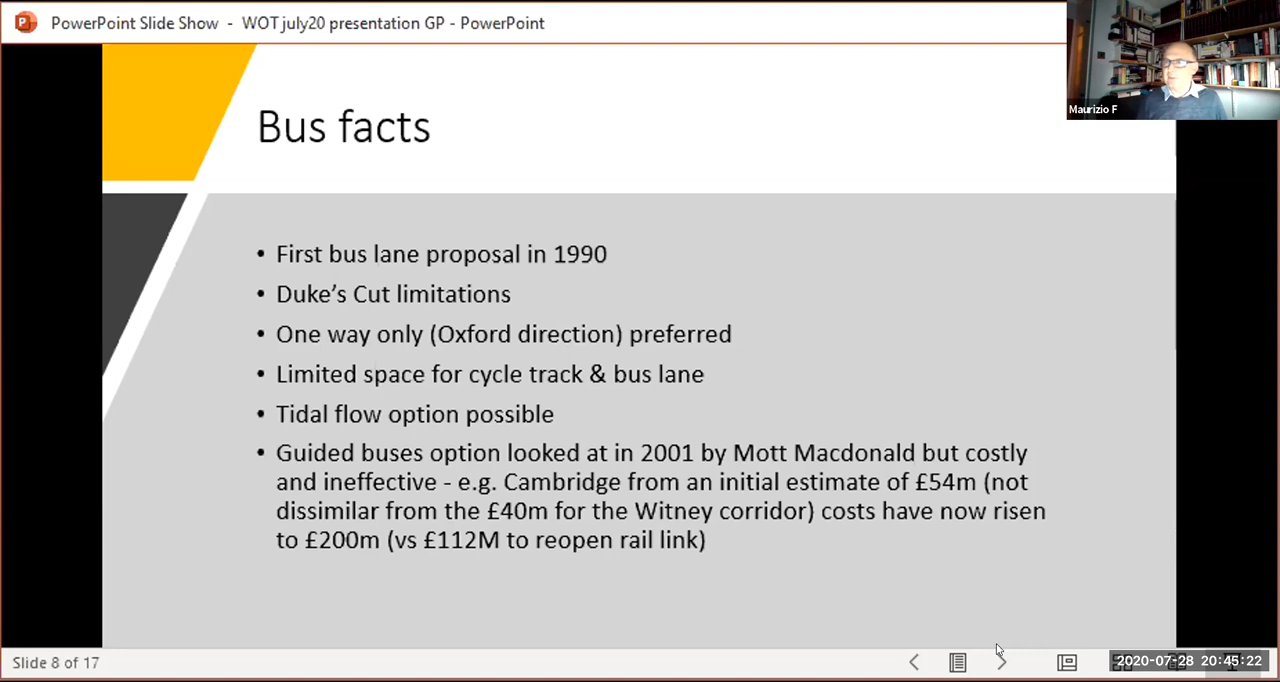 PowerPoint Slide Show - WOT july20 presentation GP - PowerPoint
Maurizio F
Bus facts
• First bus lane proposal in 1990
• Duke's Cut limitations
• One way only (Oxford direction) preferred
• Limited space for cycle track & bus lane
• Tidal flow option possible
• Guided buses option looked at in 2001 by Mott Macdonald but costly
and ineffective - e.g. Cambridge from an initial estimate of £54m (not
dissimilar from the £40m for the Witney corridor) costs have now risen
to £200m (vs £112M to reopen rail link)
Slide 8 of 17
2020-07-28 20:45:22